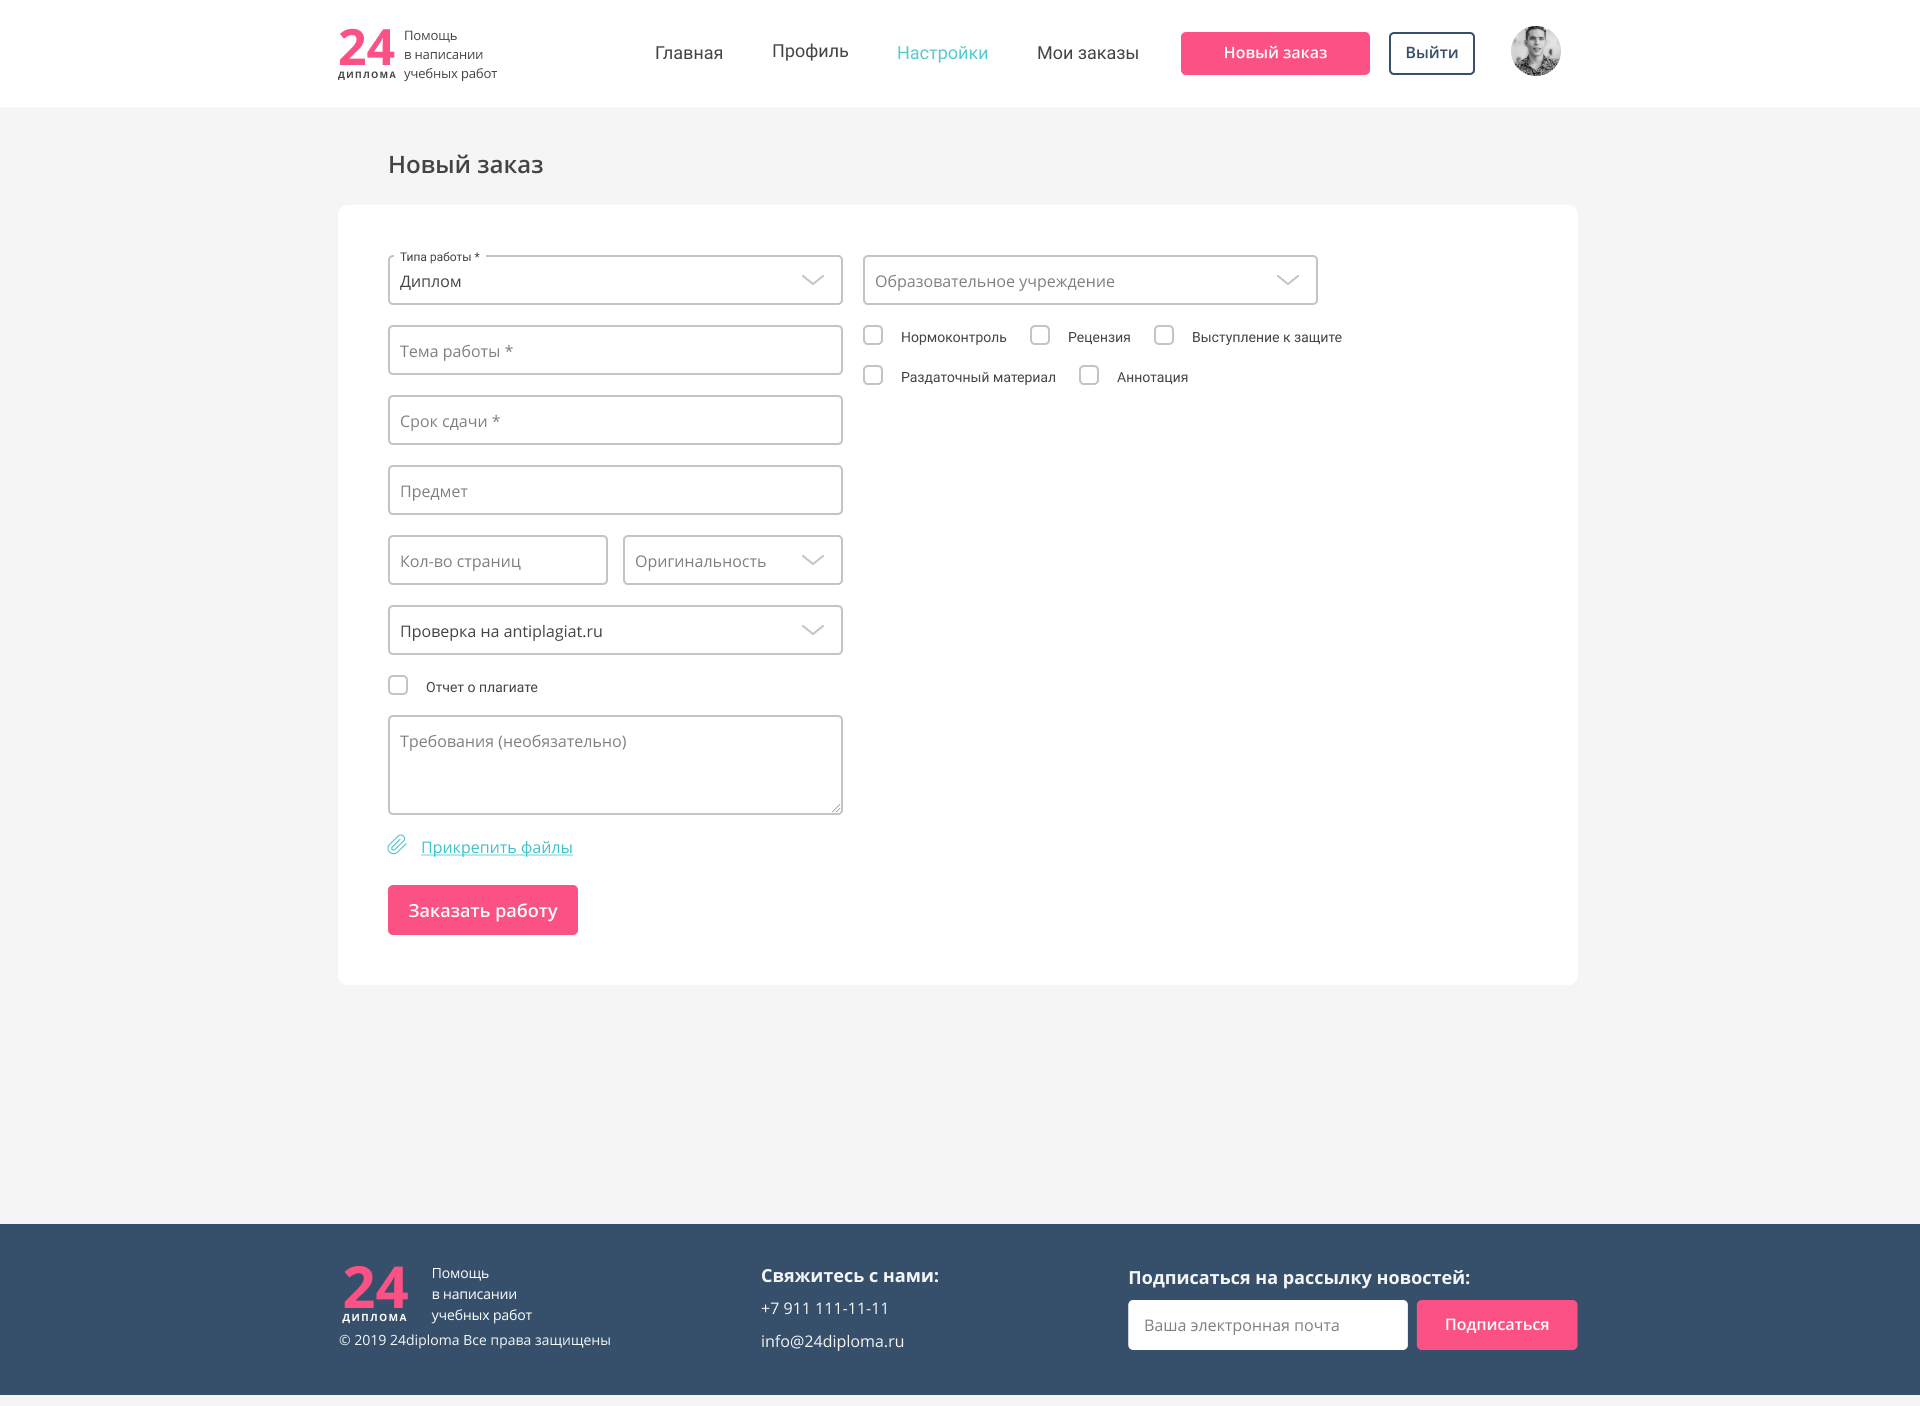 24
ДИПЛОМА
Помощь
в написании
учебных работ
Главная
Профиль
Настройки
Мои заказы
Новый заказ
Выйти
Новый заказ
Типа работы *
Диплом
Образовательное учреждение
Тема работы *
Нормоконтроль
Рецензия
Выступление к защите
Раздаточный материал
Аннотация
Срок сдачи *
Предмет
Кол-во страниц
Оригинальность
Проверка на antiplagiat.ru
Отчет о плагиате
Требования (необязательно)
Прикрепить файлы
Заказать работу
24
ДИПЛОМА
Помощь
в написании
учебных работ
© 2019 24diploma Все права защищены
Свяжитесь с нами:
+7 911 111-11-11
info@24diploma.ru
Подписаться на рассылку новостей:
Ваша электронная почта
Подписаться